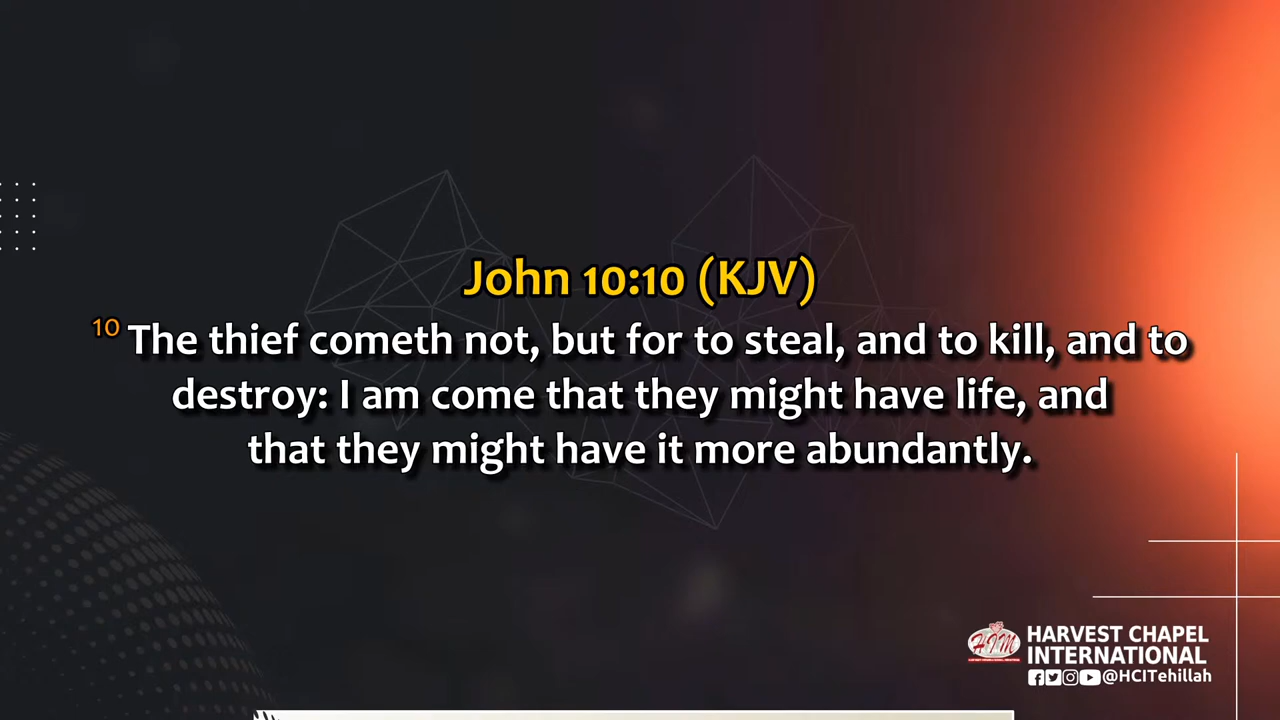 John 10:10 (KJV)
10 The thief cometh not, but for to steal, and to kill, and to
destroy: I am come that they might have life, and
that they might have it more abundantly.
HIM
HARVEST CHAPEL
INTERNATIONAL
@HCITehillah